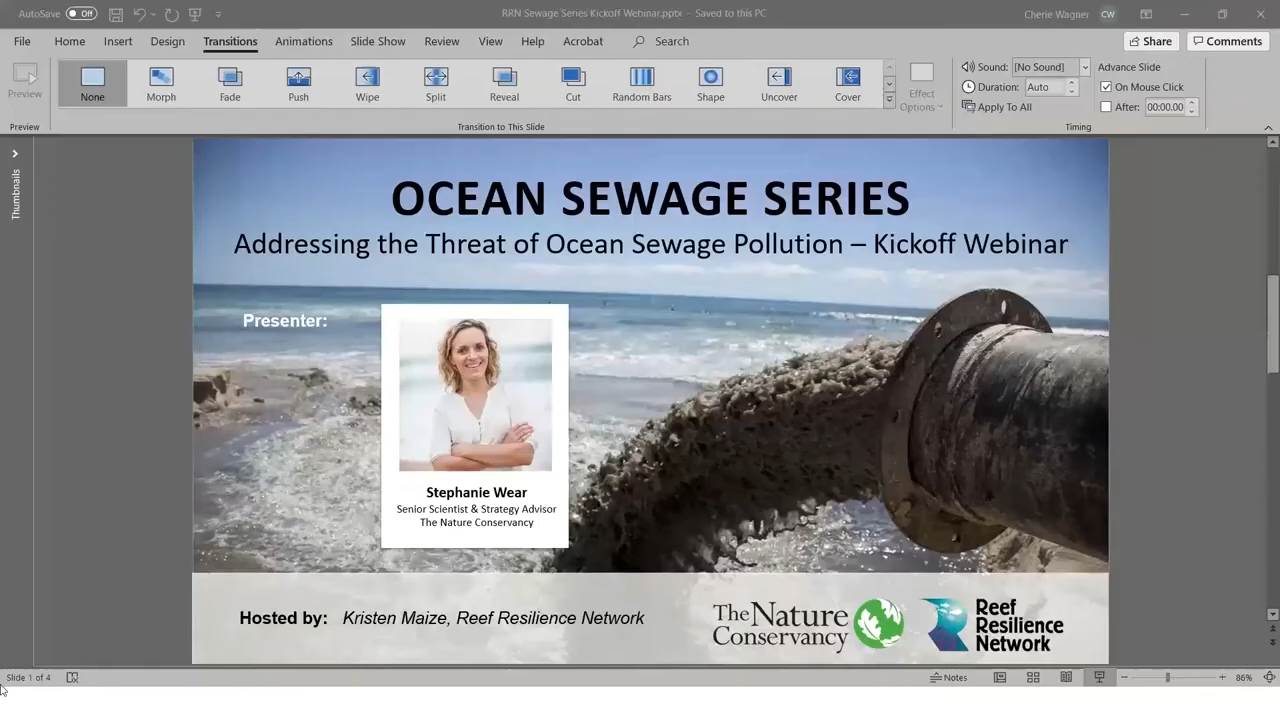 AutoSave Off
RRN Sewage Series Kickoff Webinar.pptx - Saved to this PC
Cherie Wagner CW
File Home Insert Design Transitions Animations Slide Show Review View Help Acrobat Search
Share Comments
Preview
None Morph Fade Push Wipe Split Reveal Cut Random Bars Shape Uncover Cover
Effect
Options
Sound: [No Sound]
Duration: Auto
Apply To All
Advance Slide
On Mouse Click
After: 00:00.00
Preview Transition to This Slide Timing
Thumbnails
OCEAN SEWAGE SERIES
Addressing the Threat of Ocean Sewage Pollution – Kickoff Webinar
Presenter:
Stephanie Wear
Senior Scientist & Strategy Advisor
The Nature Conservancy
Hosted by: Kristen Maize, Reef Resilience Network
The Nature
Conservancy
Reef
Resilience
Network
Slide 1 of 4
Notes
86%